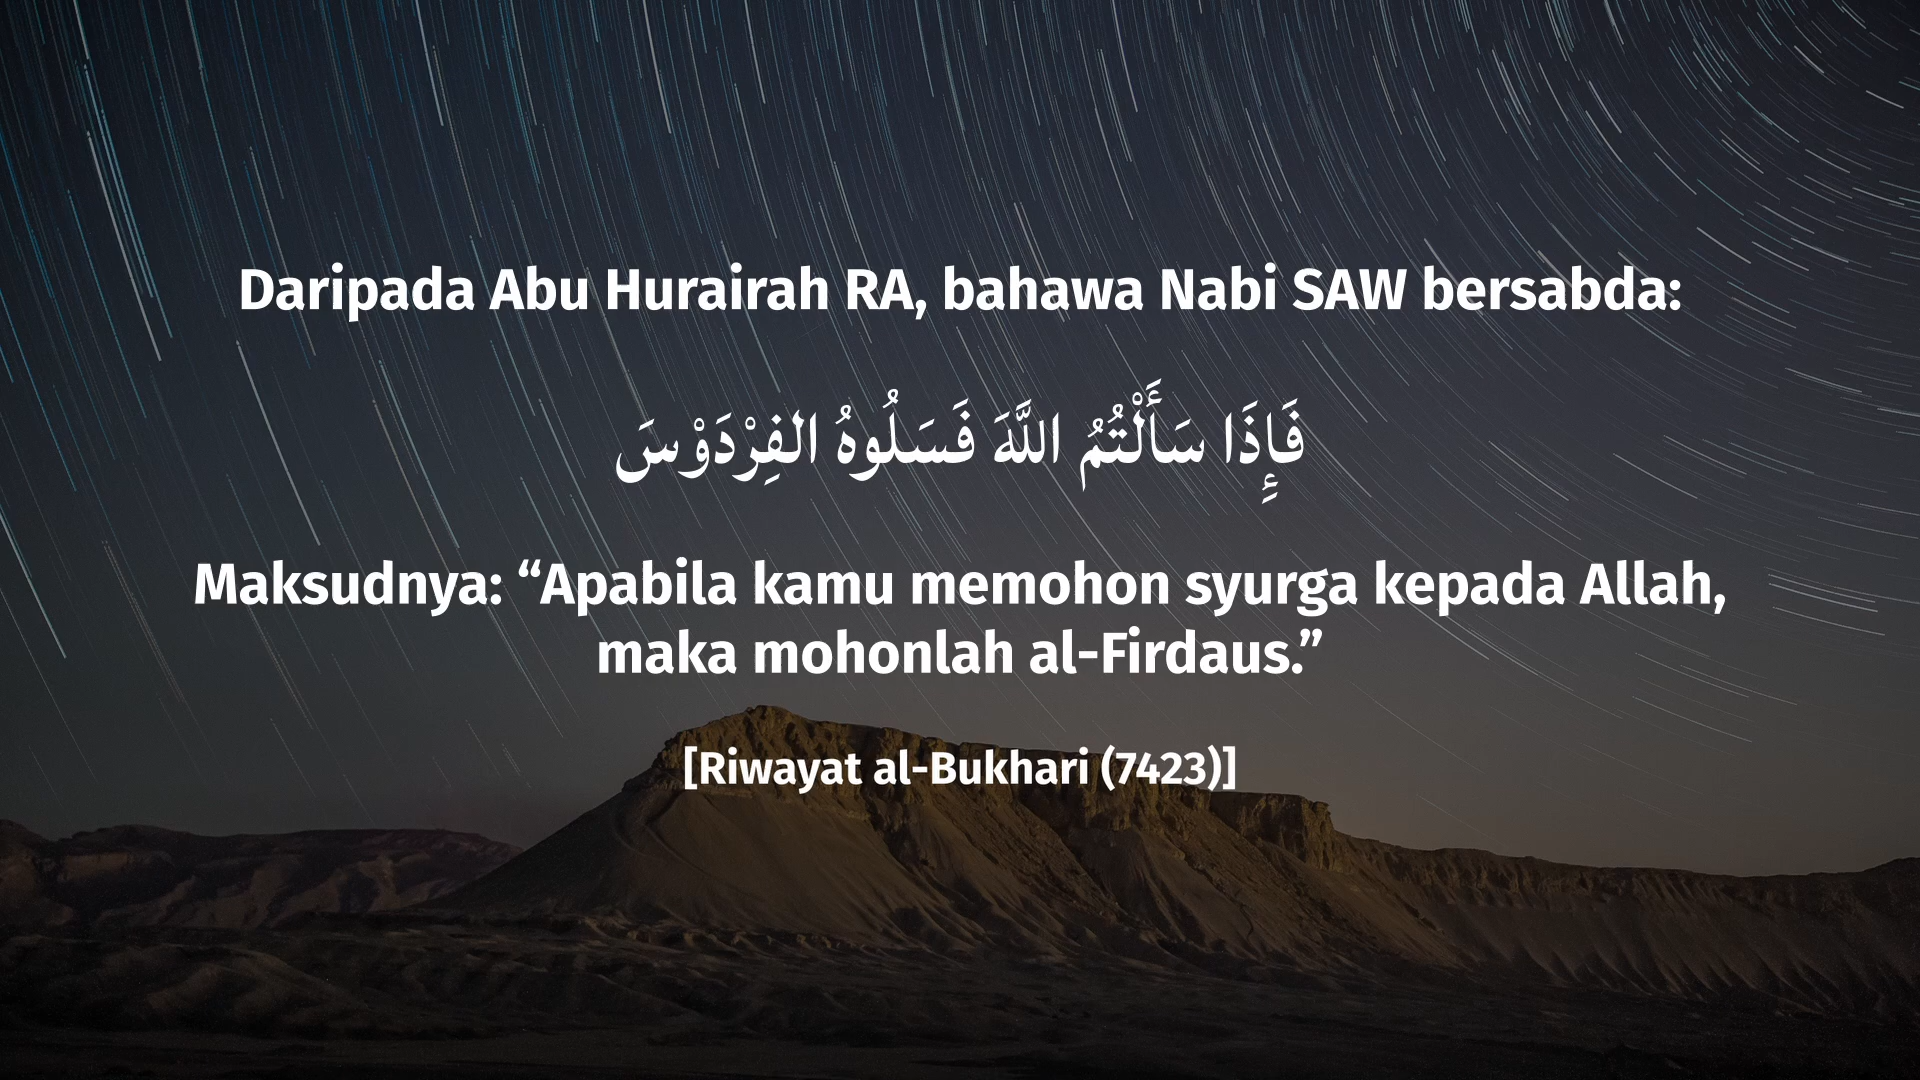 Daripada Abu Hurairah RA, bahawa Nabi SAW bersabda:
فَإِذَا سَأَلْتُمُ اللَّهَ فَسَلُوهُ الفِرْدَوْسَ
Maksudnya: “Apabila kamu memohon syurga kepada Allah,
maka mohonlah al-Firdaus.”
[Riwayat al-Bukhari (7423)]